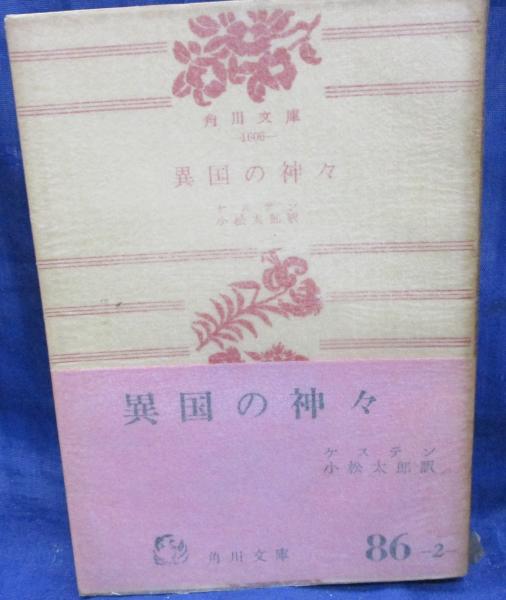 角川文庫
—1606—
異国の神々
ケステン
小松太郎訳
異国の神々
ケステン
小松太郎訳
角川文庫
86 -2-